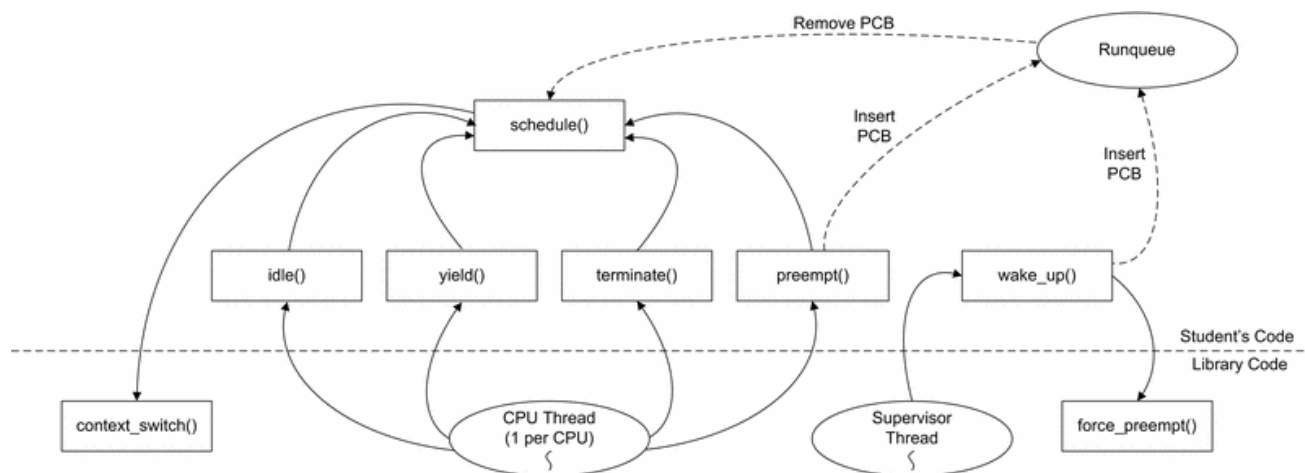 Remove PCB
Runqueue
schedule()
Insert
PCB
Insert
PCB
idle()
yield()
terminate()
preempt()
wake_up()
Student's Code
Library Code
context_switch()
CPU Thread
(1 per CPU)
Supervisor
Thread
force_preempt()